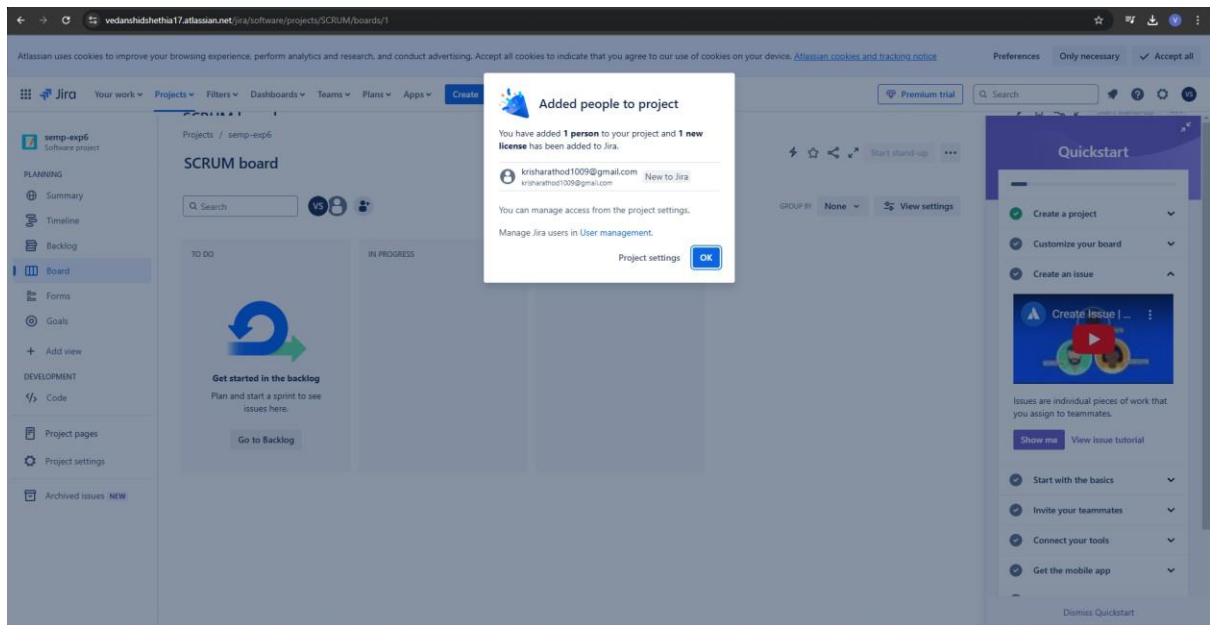 vedanshidshethia17.atlassian.net/jira/software/projects/SCRUM/boards/1
Atlassian uses cookies to improve your browsing experience, perform analytics and research, and conduct advertising. Accept all cookies to indicate that you agree to our use of cookies on your device. Atlassian cookies and tracking notice
Preferences Only necessary Accept all
Jira Your work Projects Filters Dashboards Teams Plans Apps Create Premium trial Search VS
semp-exp6
Software project
PLANNING
Summary
Timeline
Backlog
Board
Forms
Goals
Add view
DEVELOPMENT
Code
Project pages
Project settings
Archived issues NEW
Projects / semp-exp6
SCRUM board
Start stand-up
Search VS
GROUP BY None View settings
TO DO IN PROGRESS
Get started in the backlog
Plan and start a sprint to see
issues here.
Go to Backlog
Added people to project
You have added 1 person to your project and 1 new
license has been added to Jira.
krisharathod1009@gmail.com New to Jira
krisharathod1009@gmail.com
You can manage access from the project settings.
Manage Jira users in User management.
Project settings OK
Quickstart
Create a project
Customize your board
Create an issue
Create Issue | ...
Issues are individual pieces of work that
you assign to teammates.
Show me View issue tutorial
Start with the basics
Invite your teammates
Connect your tools
Get the mobile app
Dismiss Quickstart